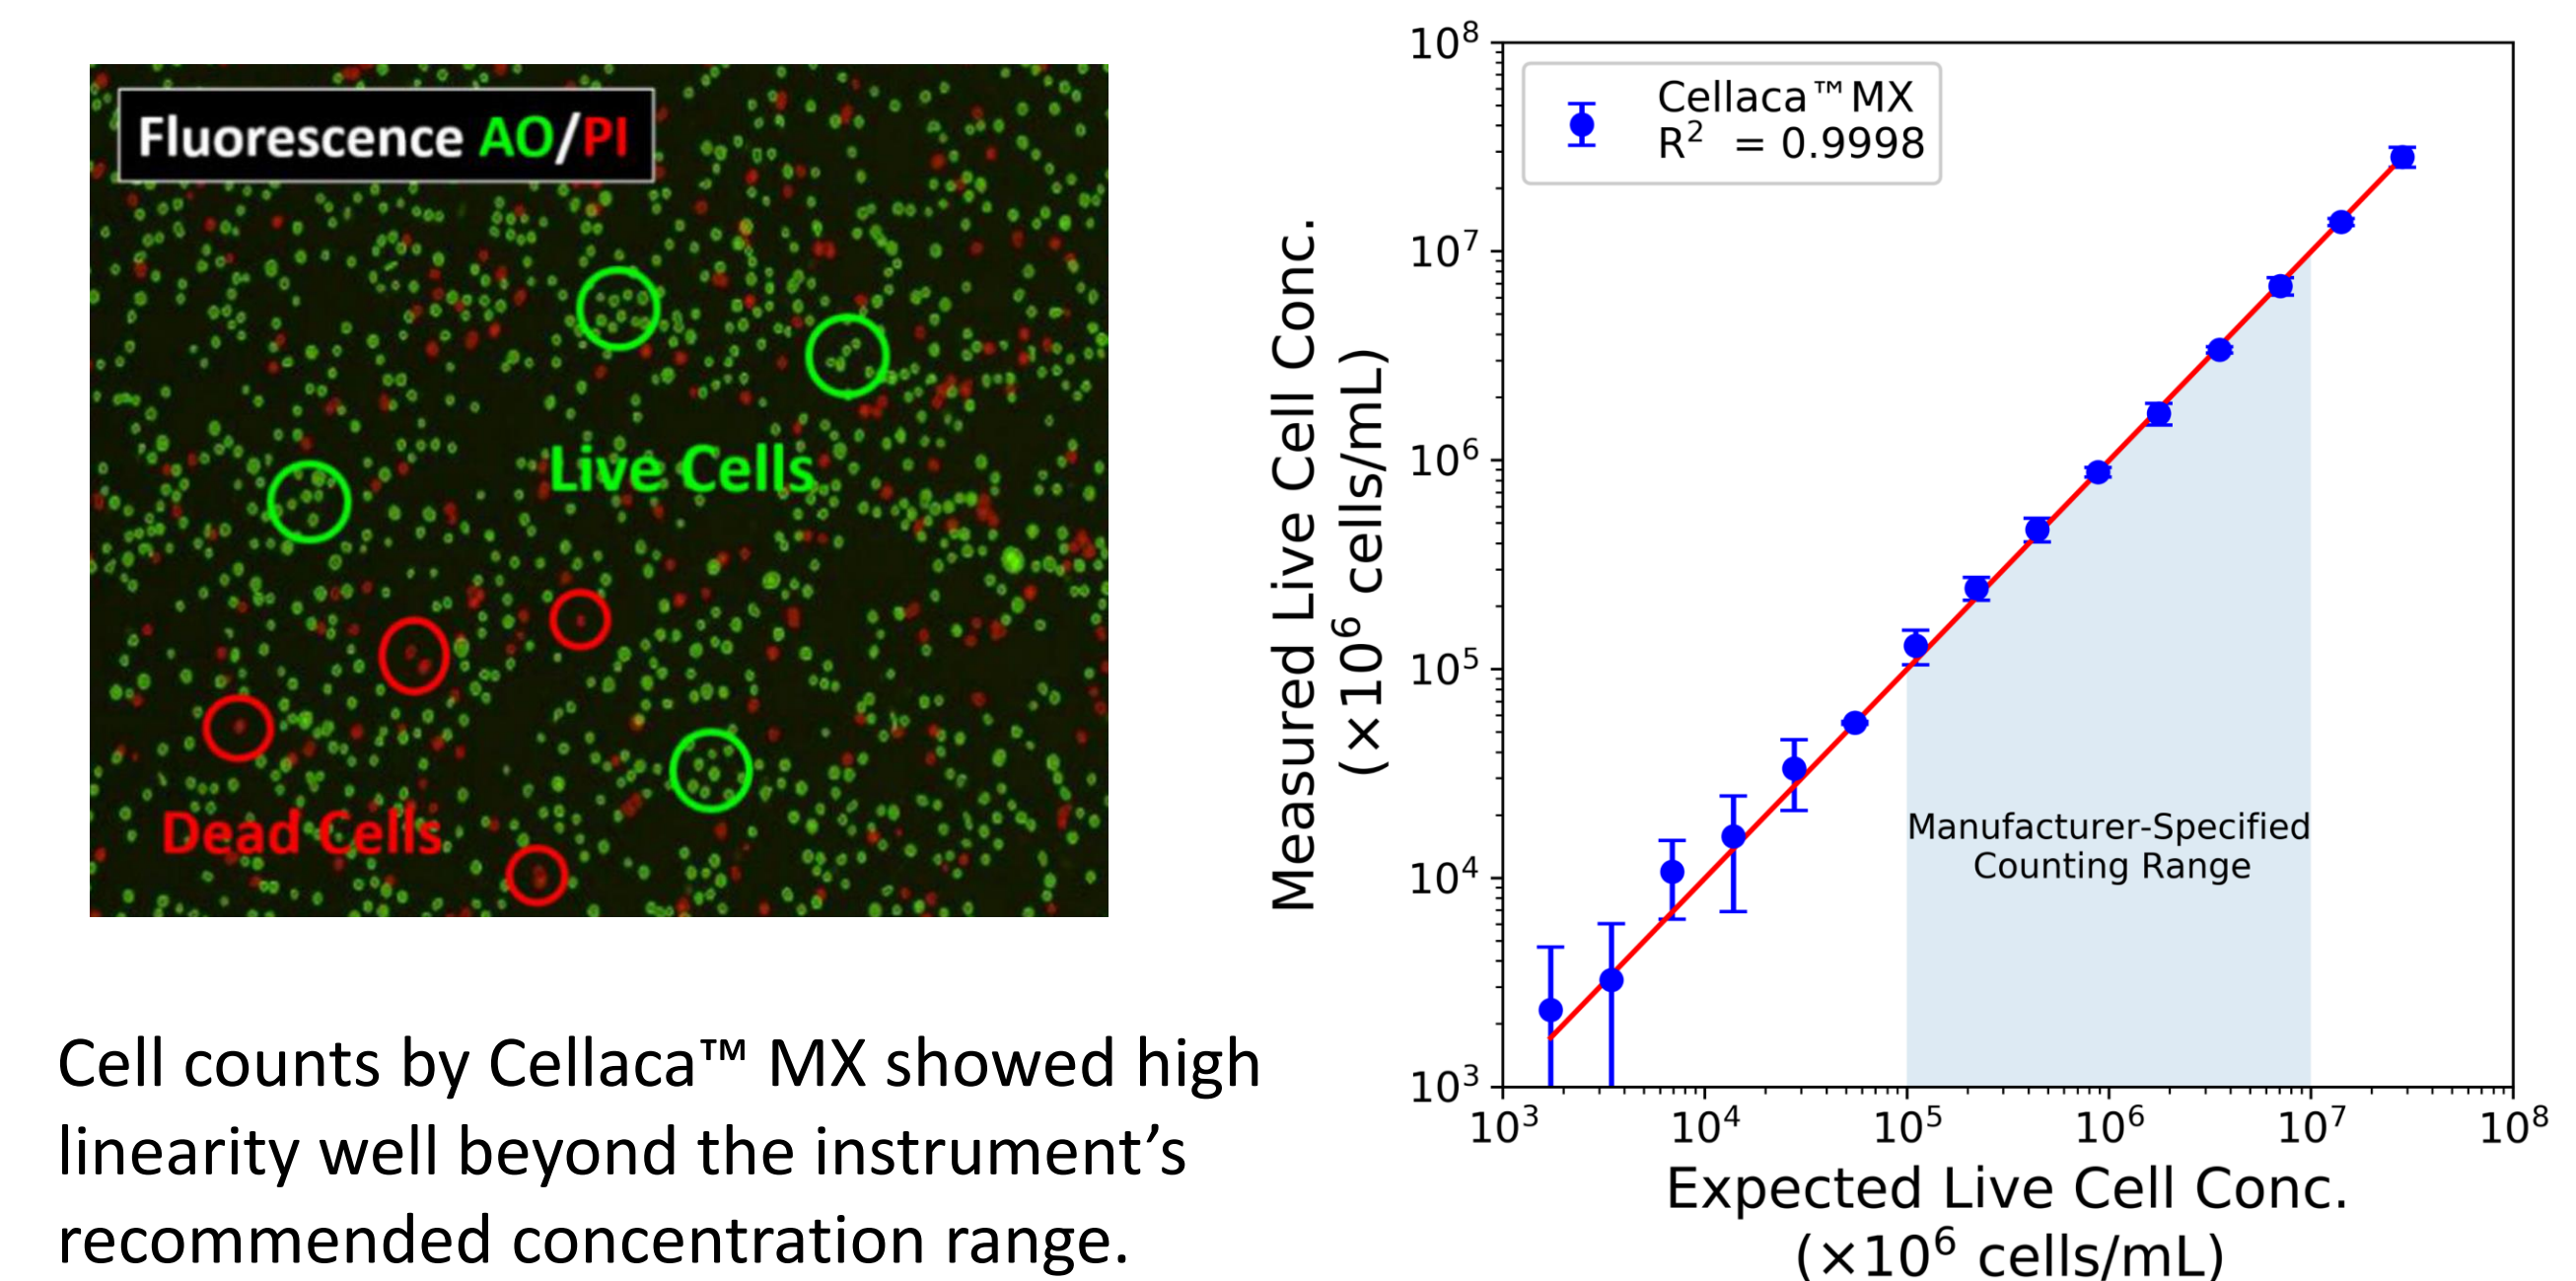 Fluorescence AO/PI
Live Cells
Dead Cells
Cell counts by Cellaca™ MX showed high
linearity well beyond the instrument’s
recommended concentration range.
Measured Live Cell Conc.
(×10⁶ cells/mL)
10⁸
10⁷
10⁶
10⁵
10⁴
10³
Cellaca™MX
R² = 0.9998
Manufacturer-Specified
Counting Range
10³ 10⁴ 10⁵ 10⁶ 10⁷ 10⁸
Expected Live Cell Conc.
(×10⁶ cells/mL)